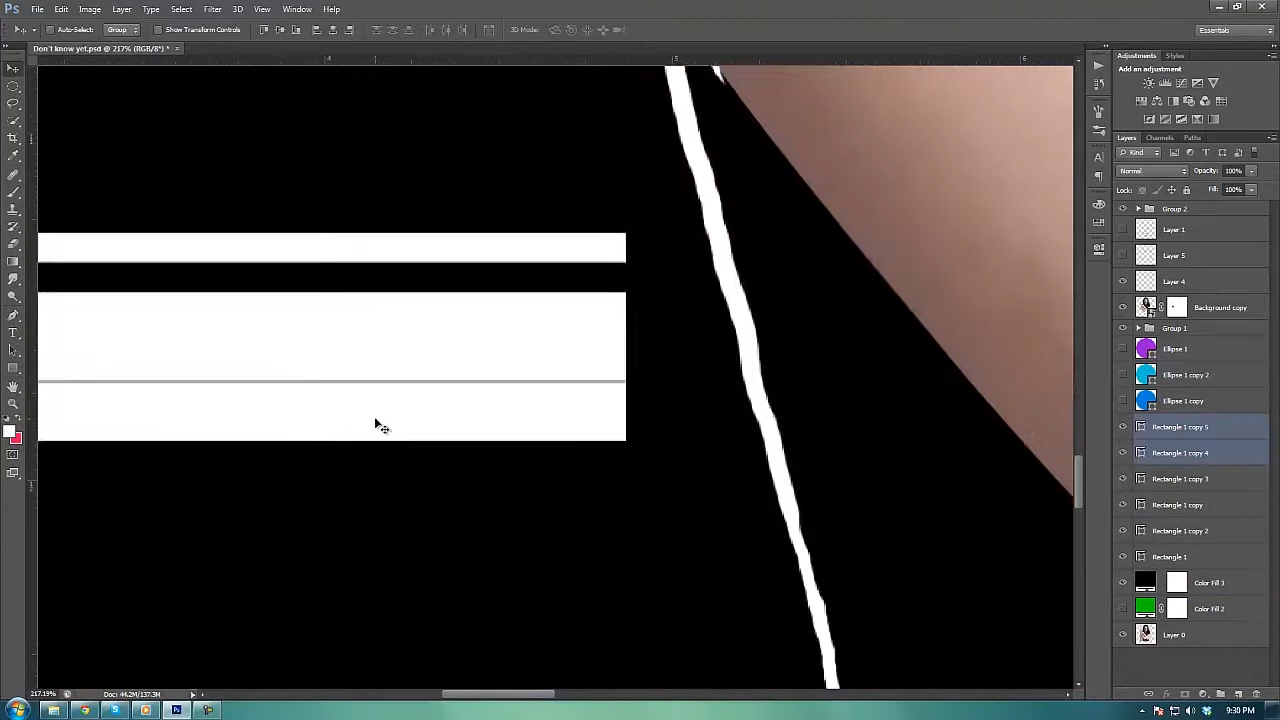 Ps File Edit Image Layer Type Select Filter 3D View Window Help
Auto-Select: Group Show Transform Controls 3D Mode: Essentials
Don't know yet.psd @ 217% (RGB/8*) * ×
4 5 6
Adjustments Styles
Add an adjustment
Layers Channels Paths
Kind
Normal Opacity: 100%
Lock: Fill: 100%
Group 2
Layer 1
Layer 5
Layer 4
Background copy
Group 1
Ellipse 1
Ellipse 1 copy 2
Ellipse 1 copy
Rectangle 1 copy 5
Rectangle 1 copy 4
Rectangle 1 copy 3
Rectangle 1 copy
Rectangle 1 copy 2
Rectangle 1
Color Fill 3
Color Fill 2
Layer 0
217.19% Doc: 44.2M/137.3M
9:30 PM